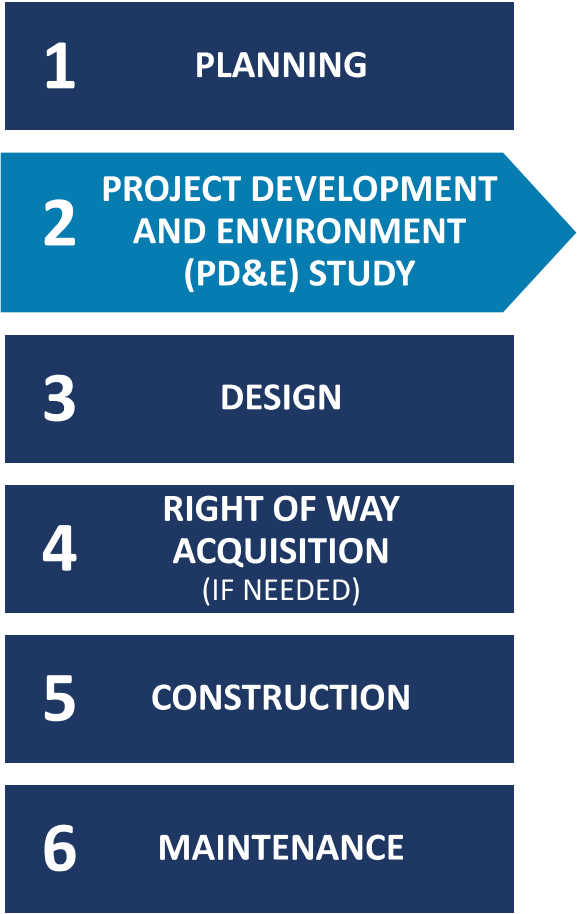 1 PLANNING
2 PROJECT DEVELOPMENT
AND ENVIRONMENT
(PD&E) STUDY
3 DESIGN
4 RIGHT OF WAY
ACQUISITION
(IF NEEDED)
5 CONSTRUCTION
6 MAINTENANCE